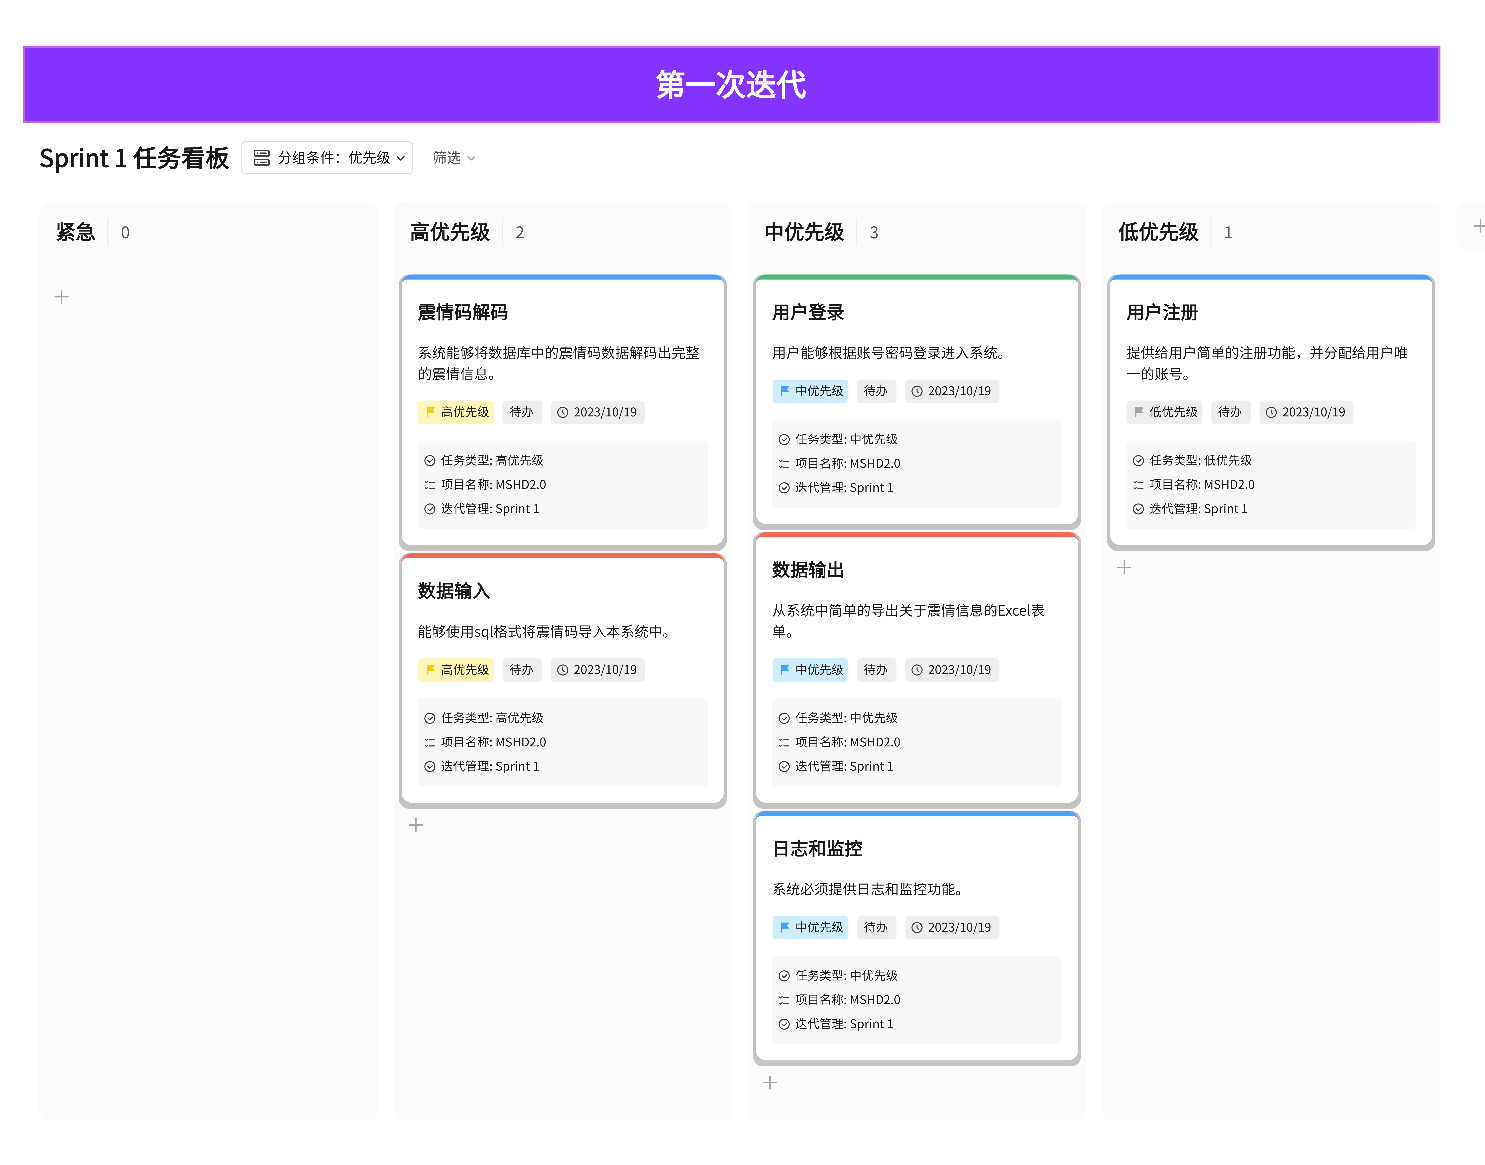 第一次迭代
Sprint 1 任务看板
分组条件：优先级
筛选
紧急 0
高优先级 2
震情码解码
系统能够将数据库中的震情码数据解码出完整
的震情信息。
高优先级 待办 2023/10/19
任务类型: 高优先级
项目名称: MSHD2.0
迭代管理: Sprint 1
数据输入
能够使用sql格式将震情码导入本系统中。
高优先级 待办 2023/10/19
任务类型: 高优先级
项目名称: MSHD2.0
迭代管理: Sprint 1
中优先级 3
用户登录
用户能够根据账号密码登录进入系统。
中优先级 待办 2023/10/19
任务类型: 中优先级
项目名称: MSHD2.0
迭代管理: Sprint 1
数据输出
从系统中简单的导出关于震情信息的Excel表
单。
中优先级 待办 2023/10/19
任务类型: 中优先级
项目名称: MSHD2.0
迭代管理: Sprint 1
日志和监控
系统必须提供日志和监控功能。
中优先级 待办 2023/10/19
任务类型: 中优先级
项目名称: MSHD2.0
迭代管理: Sprint 1
低优先级 1
用户注册
提供给用户简单的注册功能，并分配给用户唯
一的账号。
低优先级 待办 2023/10/19
任务类型: 低优先级
项目名称: MSHD2.0
迭代管理: Sprint 1